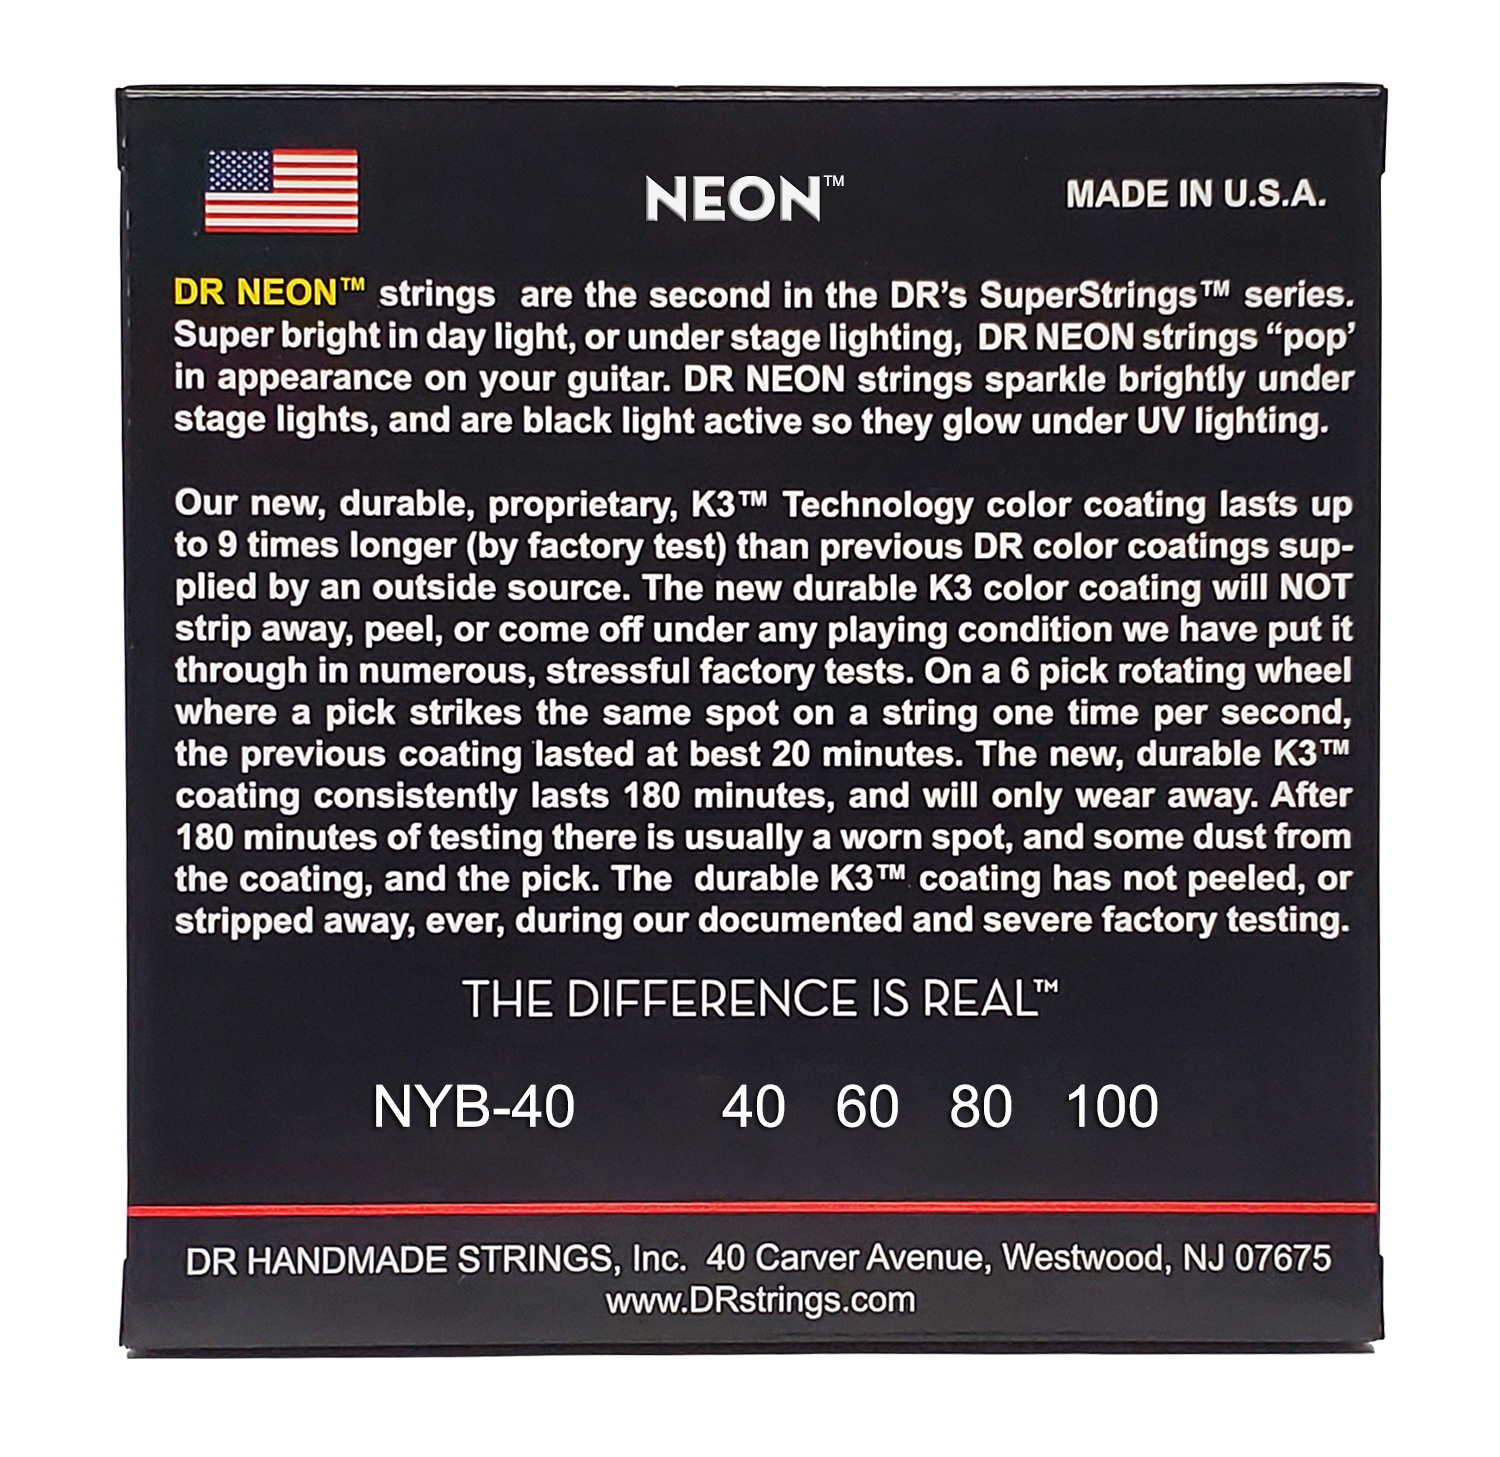 NEON™
MADE IN U.S.A.
DR NEON™ strings are the second in the DR's SuperStrings™ series.
Super bright in day light, or under stage lighting, DR NEON strings “pop’
in appearance on your guitar. DR NEON strings sparkle brightly under
stage lights, and are black light active so they glow under UV lighting.
Our new, durable, proprietary, K3™ Technology color coating lasts up
to 9 times longer (by factory test) than previous DR color coatings sup-
plied by an outside source. The new durable K3 color coating will NOT
strip away, peel, or come off under any playing condition we have put it
through in numerous, stressful factory tests. On a 6 pick rotating wheel
where a pick strikes the same spot on a string one time per second,
the previous coating lasted at best 20 minutes. The new, durable K3™
coating consistently lasts 180 minutes, and will only wear away. After
180 minutes of testing there is usually a worn spot, and some dust from
the coating, and the pick. The durable K3™ coating has not peeled, or
stripped away, ever, during our documented and severe factory testing.
THE DIFFERENCE IS REAL™
NYB-40 40 60 80 100
DR HANDMADE STRINGS, Inc. 40 Carver Avenue, Westwood, NJ 07675
www.DRstrings.com